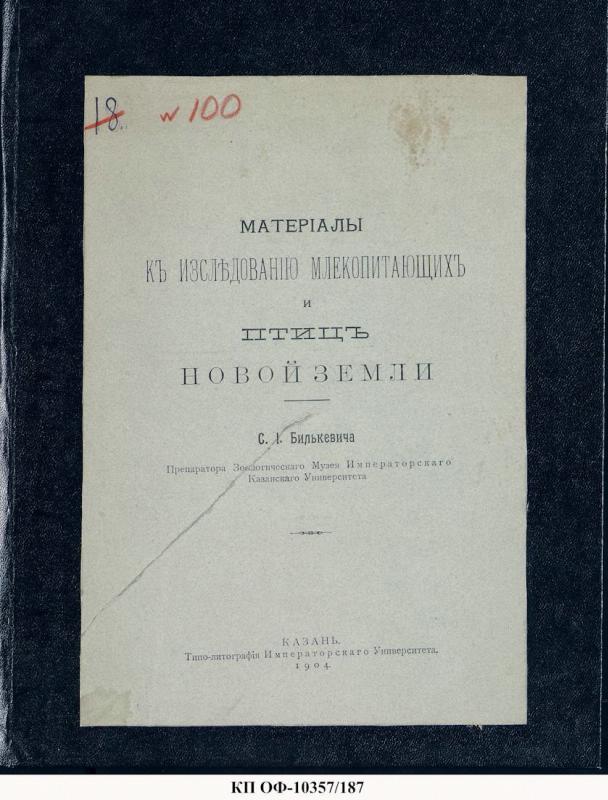 18. № 100
МАТЕРІАЛЫ
КЪ ИЗСЛѢДОВАНІЮ МЛЕКОПИТАЮЩИХЪ
И
ПТИЦЪ
НОВОЙ ЗЕМЛИ
С. І. Билькевича
Препаратора Зоологическаго Музея Императорскаго
Казанскаго Университета
КАЗАНЬ.
Типо-литографія Императорскаго Университета.
1904.
КП ОФ-10357/187